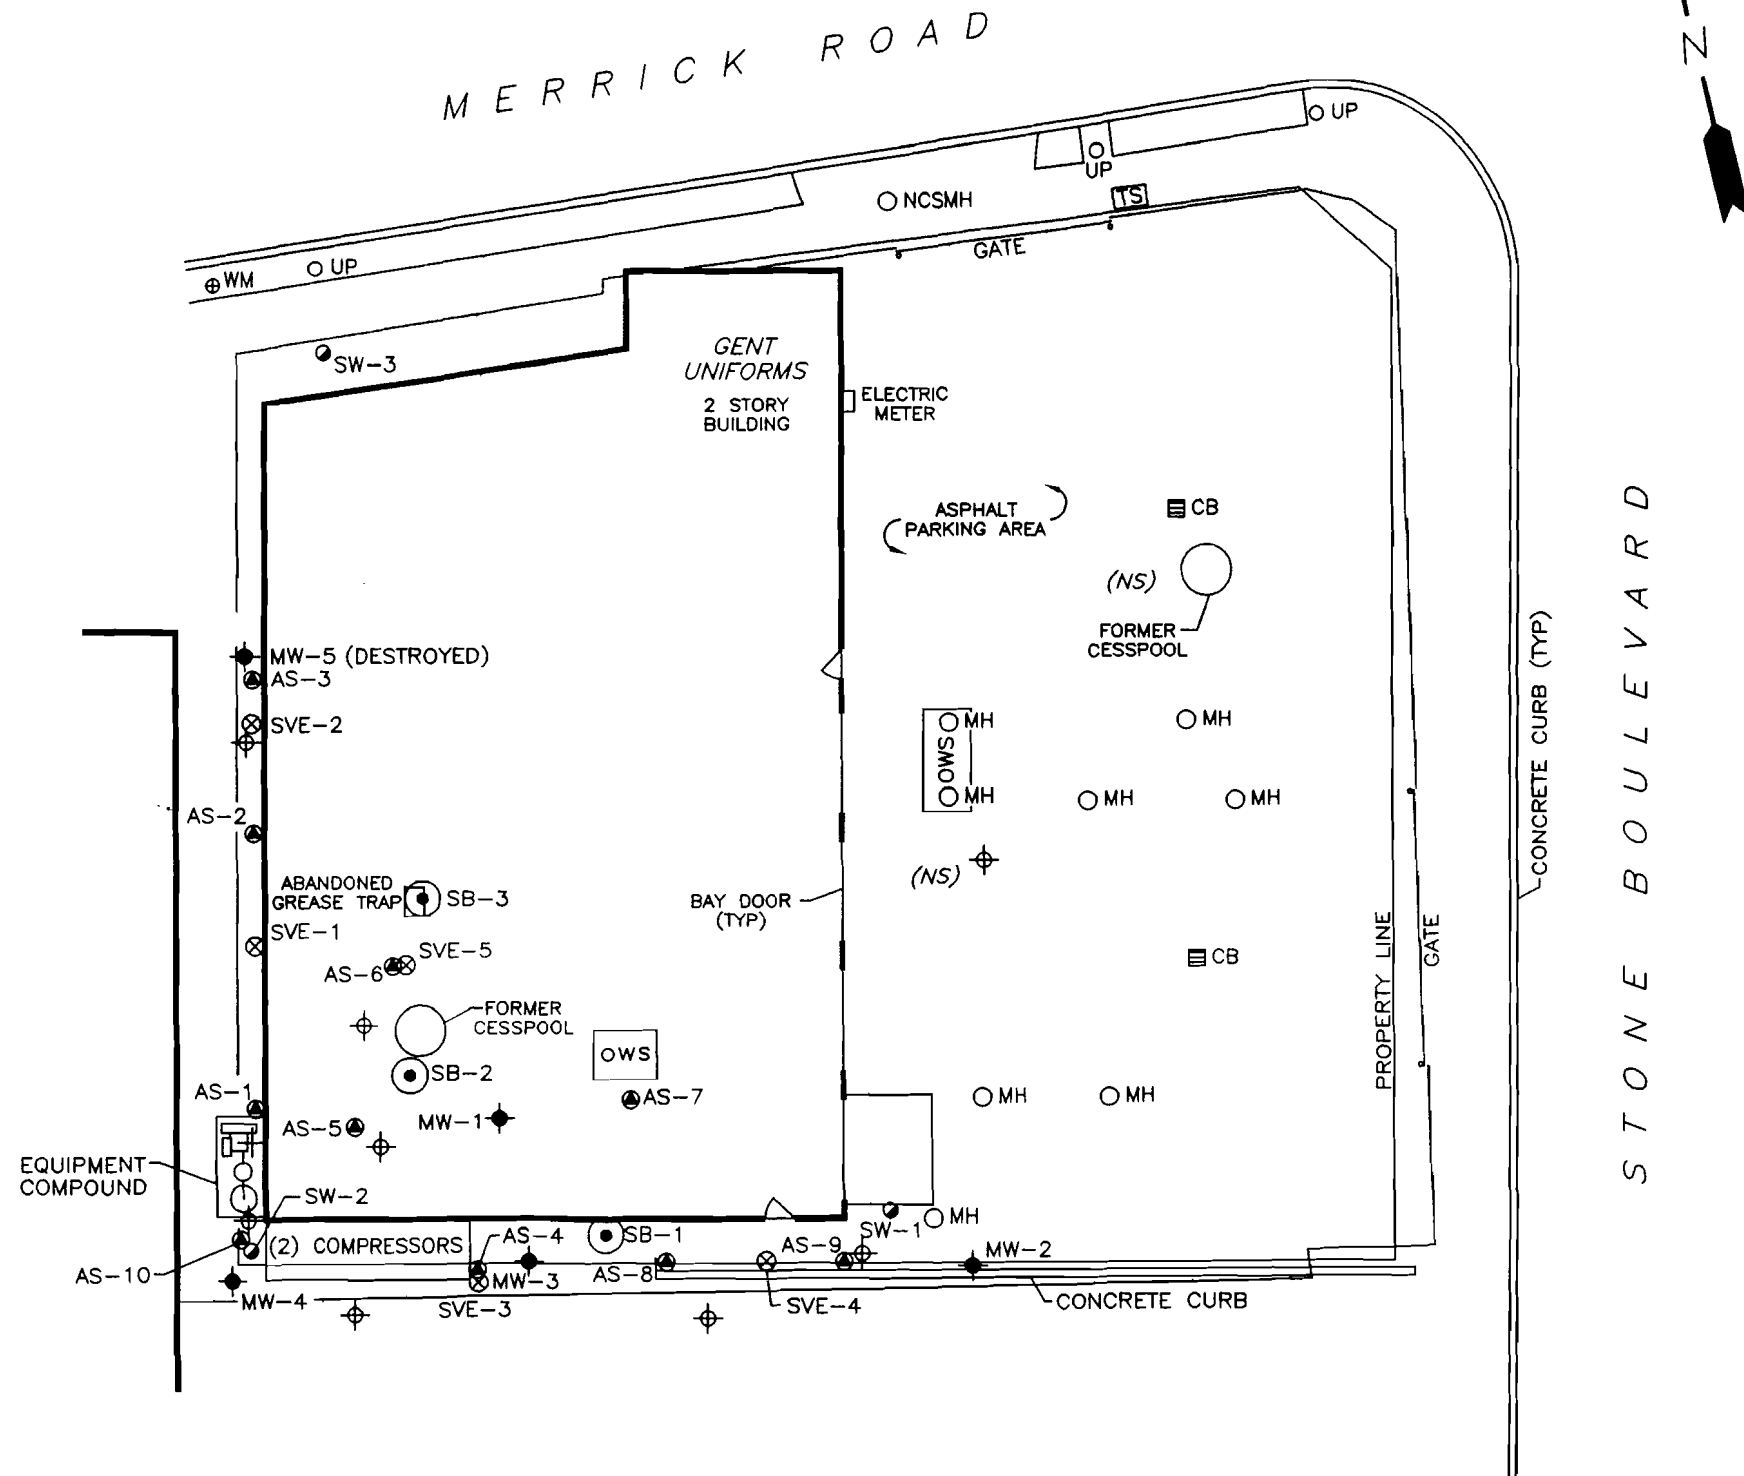 MERRICK ROAD
N
UP
UP
TS
NCSMH
GATE
UP
WM
SW-3
GENT
UNIFORMS
2 STORY
BUILDING
ELECTRIC
METER
ASPHALT
PARKING AREA
CB
(NS)
FORMER
CESSPOOL
STONE BOULEVARD
CONCRETE CURB (TYP)
MW-5 (DESTROYED)
AS-3
SVE-2
MH
MH
OWS
MH
MH
MH
AS-2
(NS)
ABANDONED
GREASE TRAP
SB-3
BAY DOOR
(TYP)
SVE-1
SVE-5
AS-6
CB
PROPERTY LINE
GATE
FORMER
CESSPOOL
OWS
SB-2
AS-1
AS-7
MW-1
AS-5
MH
MH
EQUIPMENT
COMPOUND
SW-2
MH
SW-1
(2) COMPRESSORS
AS-4
SB-1
AS-9
MW-2
AS-10
MW-3
AS-8
MW-4
SVE-3
SVE-4
CONCRETE CURB